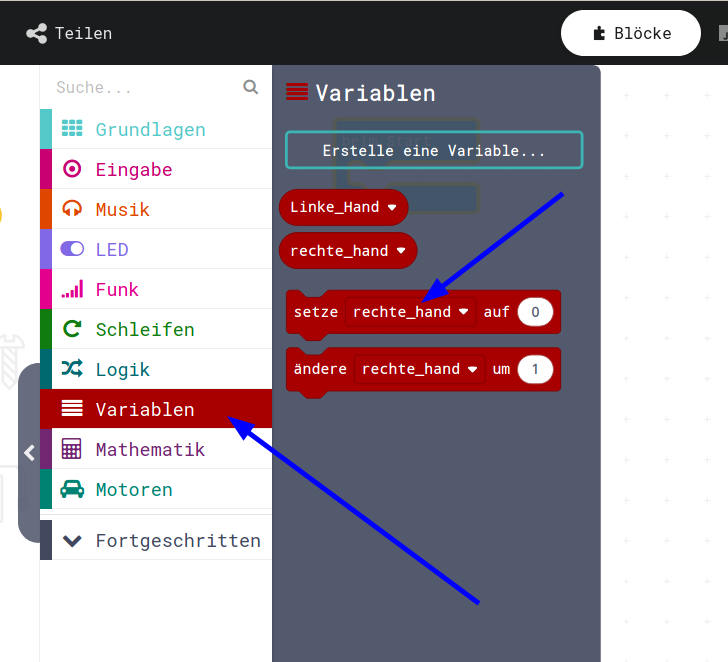 Teilen
Blöcke
Suche...
Grundlagen
Eingabe
Musik
LED
Funk
Schleifen
Logik
Variablen
Mathematik
Motoren
Fortgeschritten
Variablen
Erstelle eine Variable...
Linke_Hand
rechte_hand
setze rechte_hand auf 0
ändere rechte_hand um 1